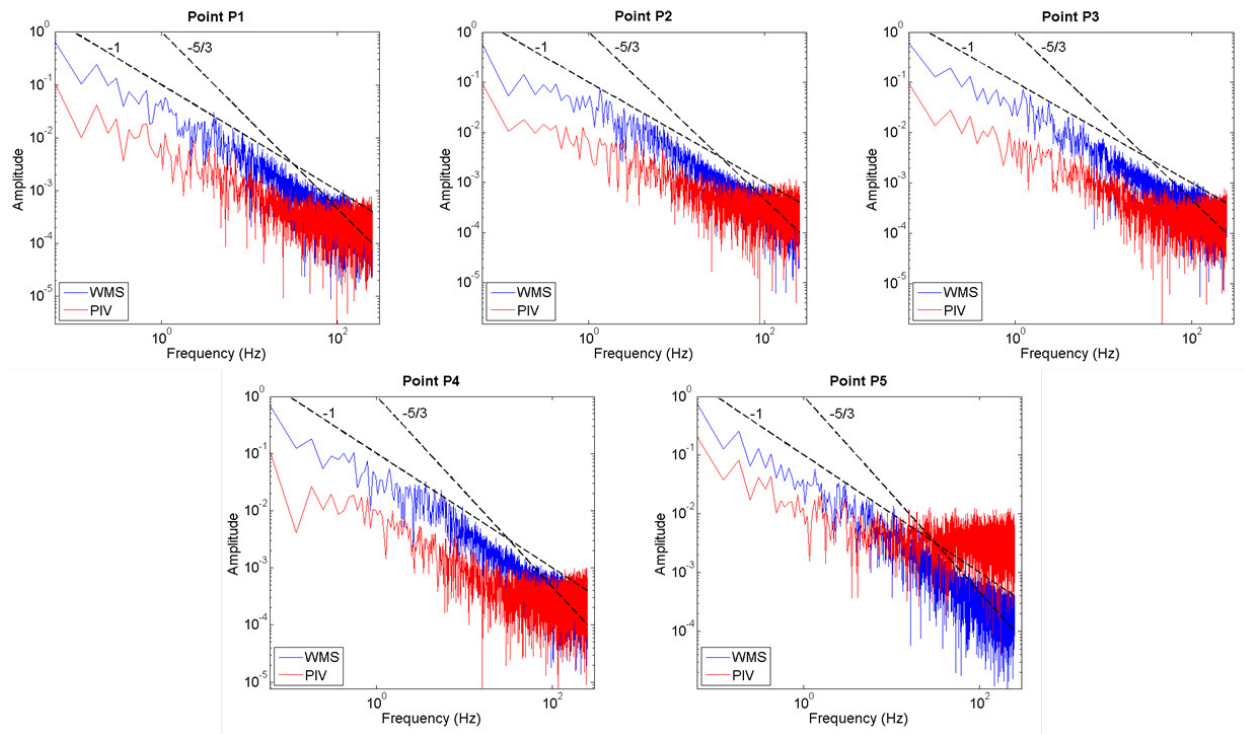 Point P1
10^0
10^-1
10^-2
10^-3
10^-4
10^-5
Amplitude
-1
-5/3
WMS
PIV
10^0
10^2
Frequency (Hz)
Point P2
10^0
10^-1
10^-2
10^-3
10^-4
10^-5
Amplitude
-1
-5/3
WMS
PIV
10^0
10^2
Frequency (Hz)
Point P3
10^0
10^-1
10^-2
10^-3
10^-4
10^-5
Amplitude
-1
-5/3
WMS
PIV
10^0
10^2
Frequency (Hz)
Point P4
10^0
10^-1
10^-2
10^-3
10^-4
10^-5
Amplitude
-1
-5/3
WMS
PIV
10^0
10^2
Frequency (Hz)
Point P5
10^0
10^-1
10^-2
10^-3
10^-4
Amplitude
-1
-5/3
WMS
PIV
10^0
10^2
Frequency (Hz)